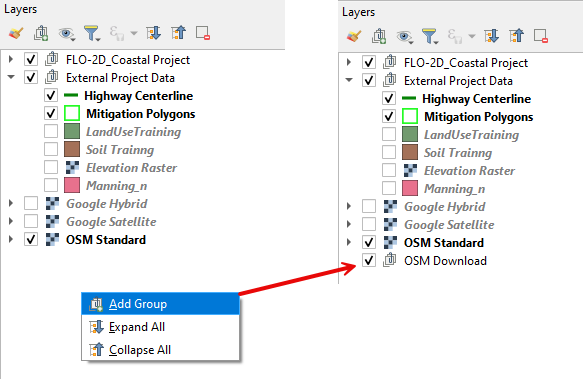 Layers
FLO-2D_Coastal Project
External Project Data
Highway Centerline
Mitigation Polygons
LandUseTraining
Soil Trainng
Elevation Raster
Manning_n
Google Hybrid
Google Satellite
OSM Standard
Add Group
Expand All
Collapse All
Layers
FLO-2D_Coastal Project
External Project Data
Highway Centerline
Mitigation Polygons
LandUseTraining
Soil Trainng
Elevation Raster
Manning_n
Google Hybrid
Google Satellite
OSM Standard
OSM Download